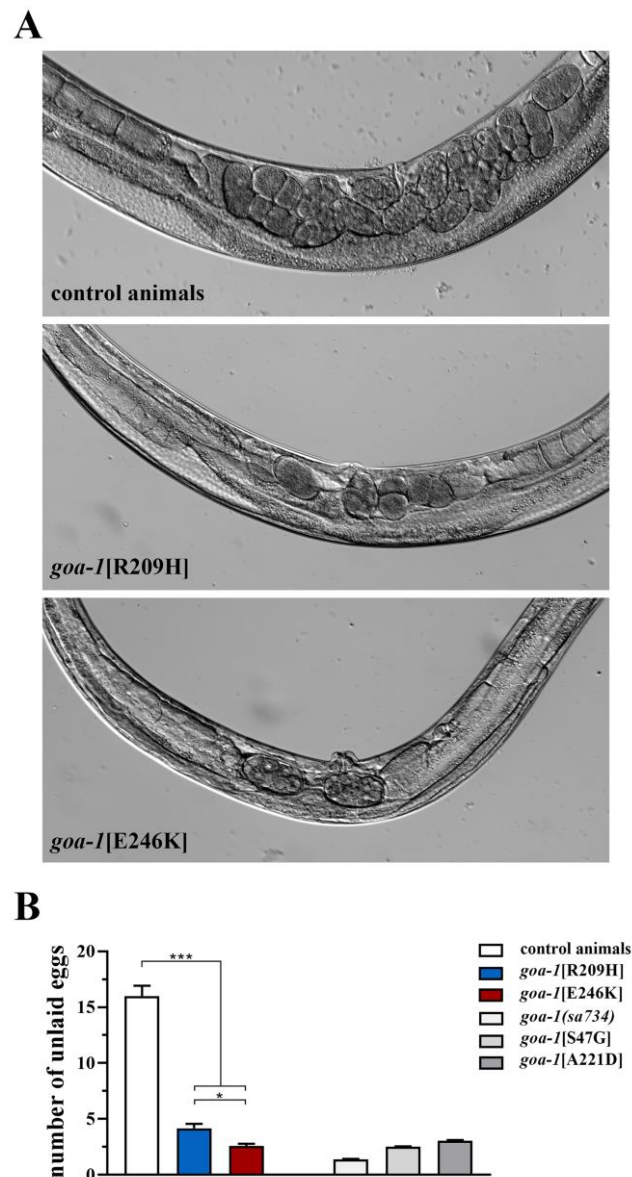 A
control animals
goa-1[R209H]
goa-1[E246K]
B
number of unlaid eggs
20
15
10
5
0
***
*
control animals
goa-1[R209H]
goa-1[E246K]
goa-1(sa734)
goa-1[S47G]
goa-1[A221D]